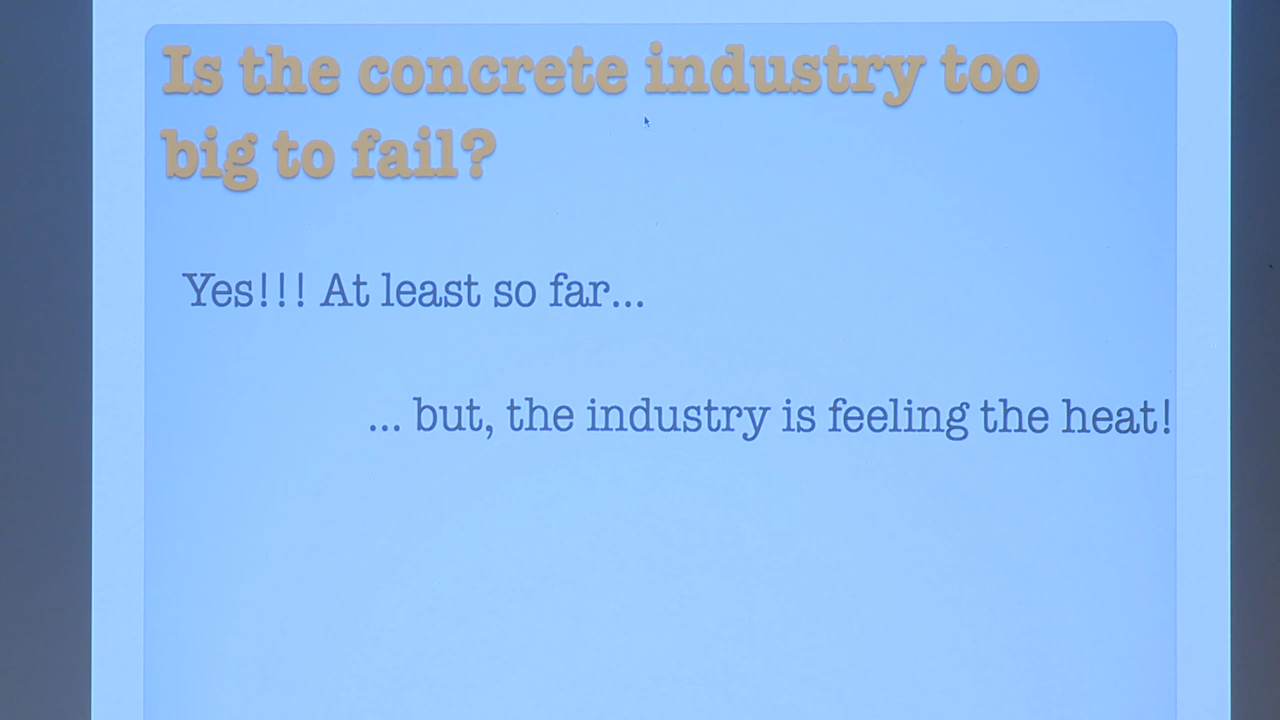 Is the concrete industry too
big to fail?
Yes!!! At least so far...
... but, the industry is feeling the heat!